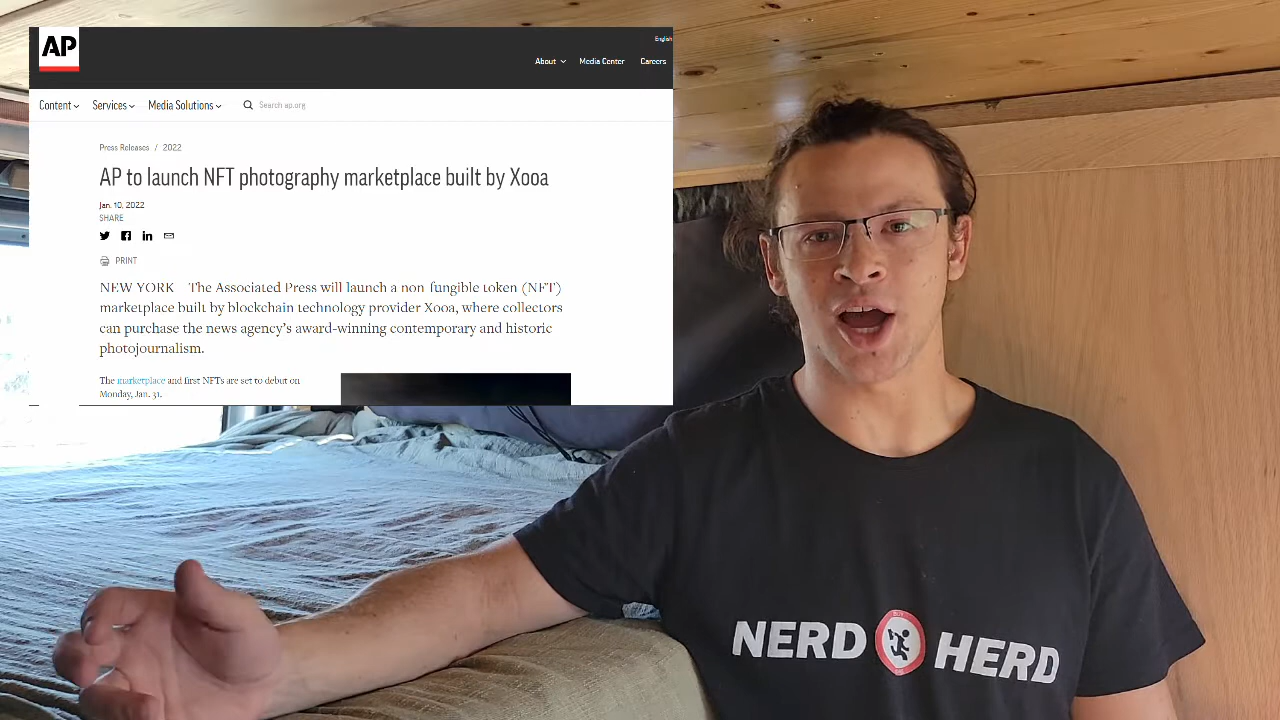 AP
English
About
Media Center
Careers
Content
Services
Media Solutions
Search ap.org
Press Releases / 2022
AP to launch NFT photography marketplace built by Xooa
Jan. 10, 2022
SHARE
PRINT
NEW YORK The Associated Press will launch a non fungible token (NFT)
marketplace built by blockchain technology provider Xooa, where collectors
can purchase the news agency's award-winning contemporary and historic
photojournalism.
The marketplace and first NFTs are set to debut on
Monday, Jan. 31.
NERD HERD